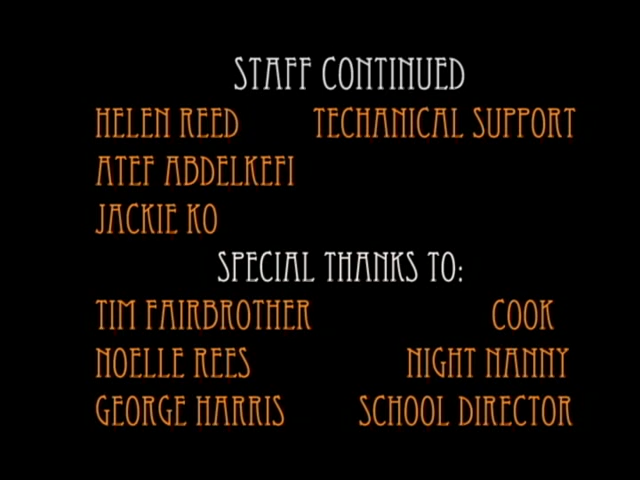 STAFF CONTINUED
HELEN REED TECHANICAL SUPPORT
ATEF ABDELKEFI
JACKIE KO
SPECIAL THANKS TO:
TIM FAIRBROTHER COOK
NOELLE REES NIGHT NANNY
GEORGE HARRIS SCHOOL DIRECTOR